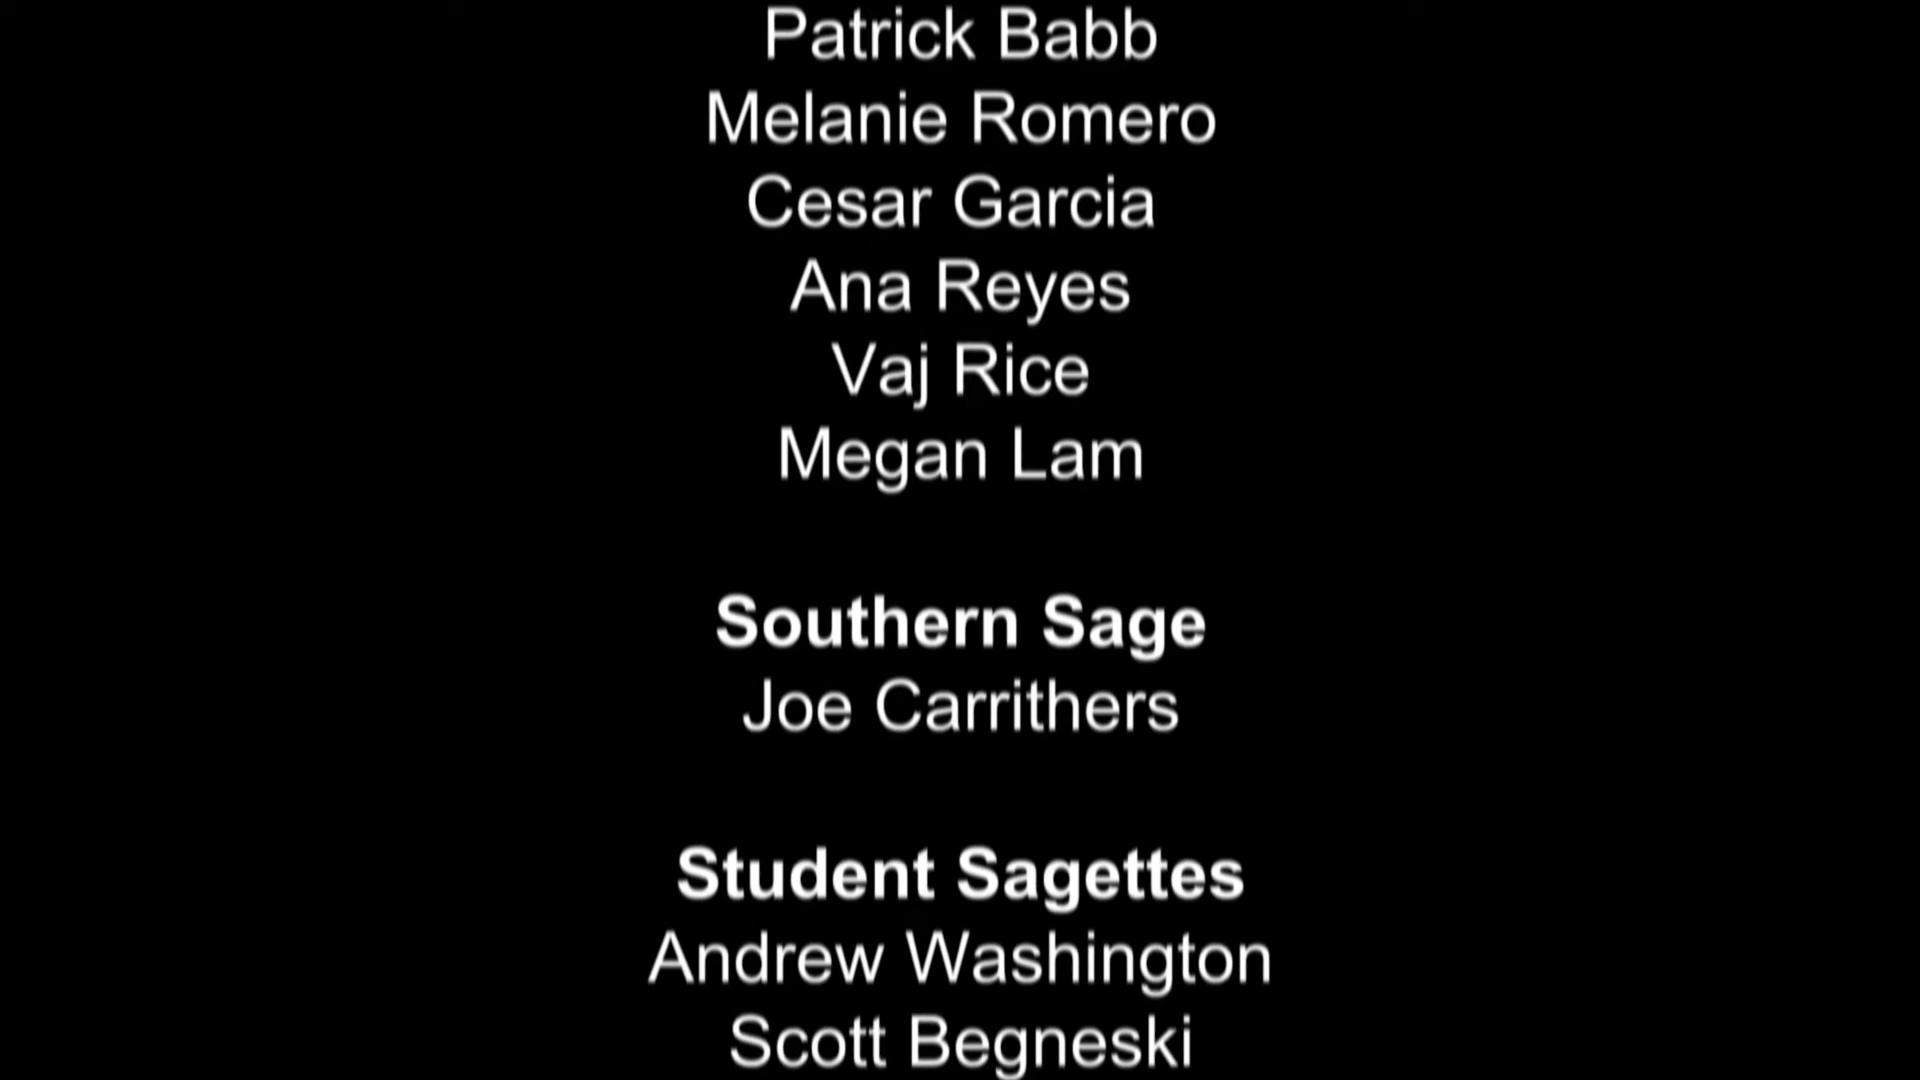 Patrick Babb
Melanie Romero
Cesar Garcia
Ana Reyes
Vaj Rice
Megan Lam
Southern Sage
Joe Carrithers
Student Sagettes
Andrew Washington
Scott Begneski